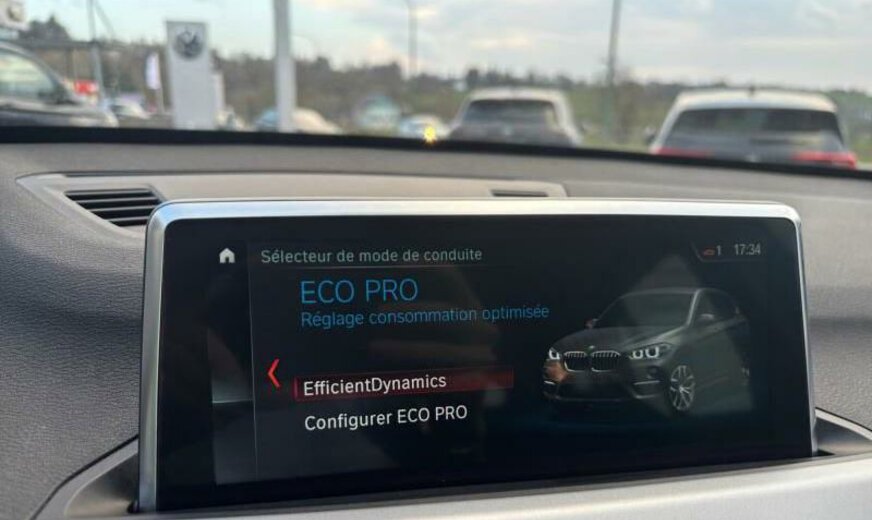 Sélecteur de mode de conduite
1 17:34
ECO PRO
Réglage consommation optimisée
EfficientDynamics
Configurer ECO PRO